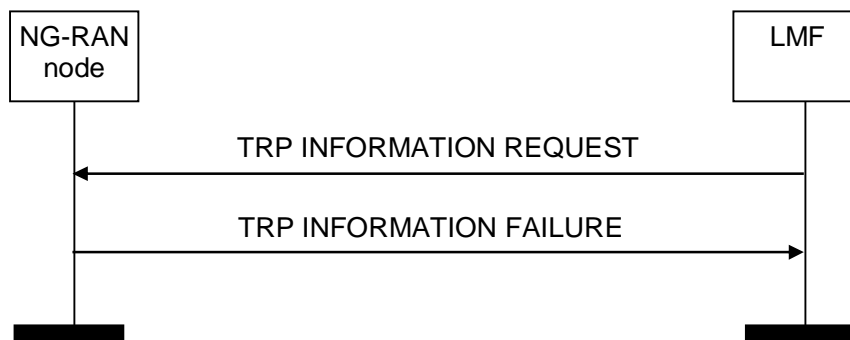 NG-RAN
node
LMF
TRP INFORMATION REQUEST
TRP INFORMATION FAILURE